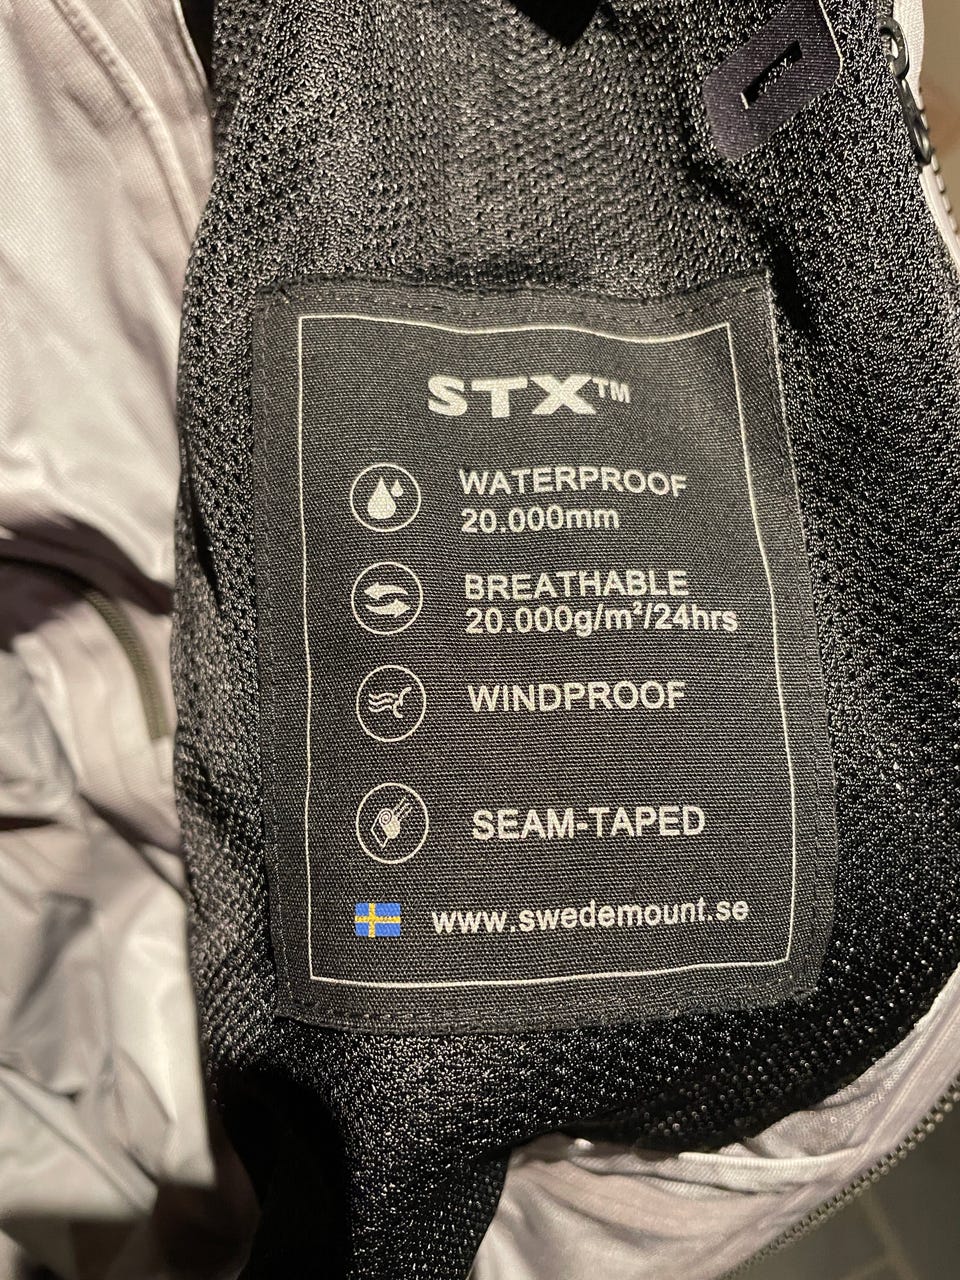 STX™
WATERPROOF
20.000mm
BREATHABLE
20.000g/m²/24hrs
WINDPROOF
SEAM-TAPED
www.swedemount.se